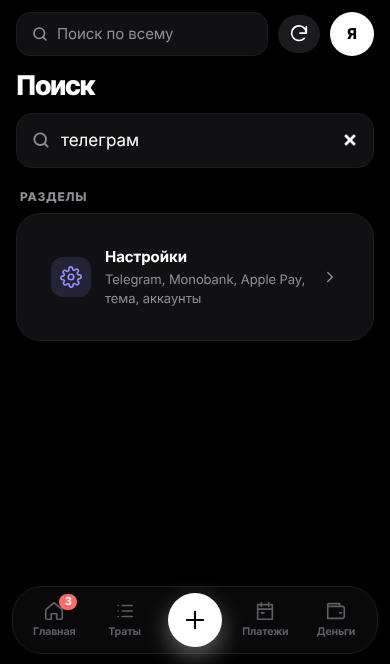 Поиск по всему
Я
Поиск
телеграм
РАЗДЕЛЫ
Настройки
Telegram, Monobank, Apple Pay,
тема, аккаунты
3
Главная
Траты
Платежи
Деньги